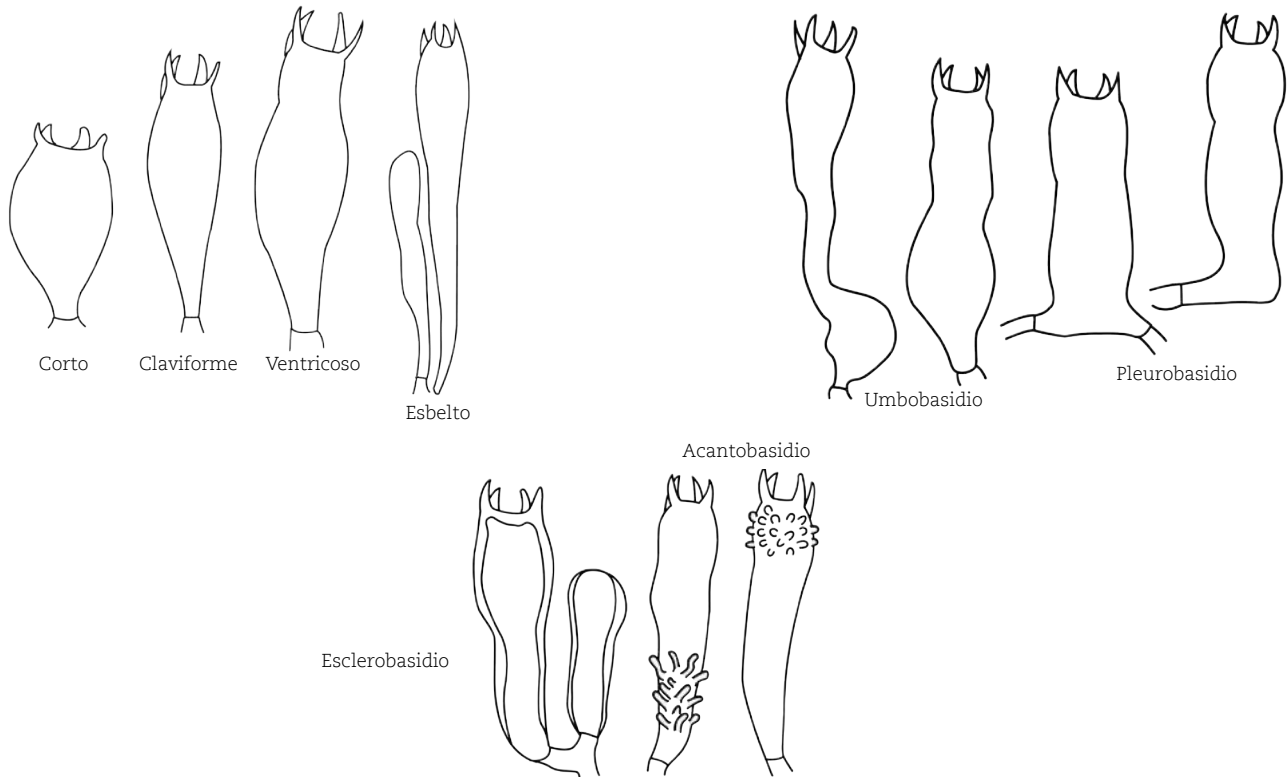 Corto
Claviforme
Ventricoso
Esbelto
Umbobasidio
Pleurobasidio
Acantobasidio
Esclerobasidio